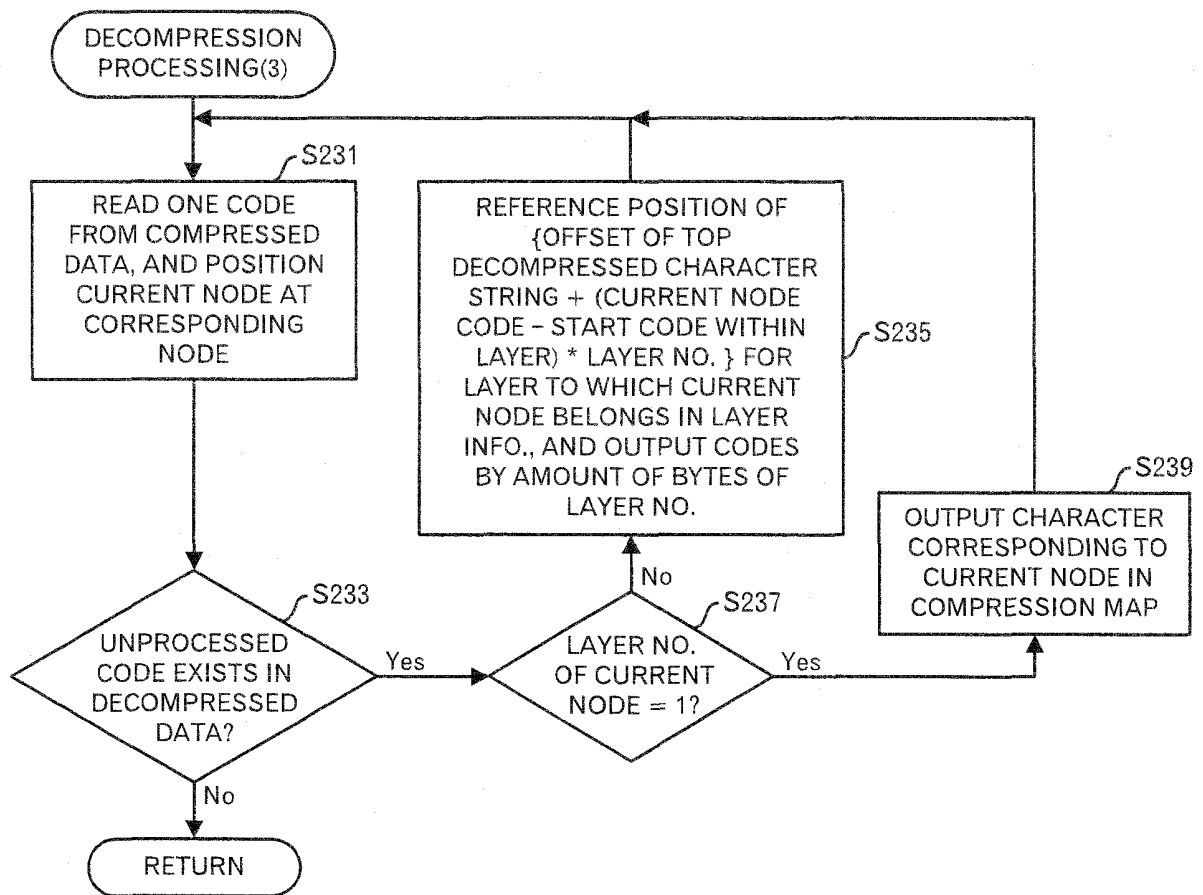 DECOMPRESSION
PROCESSING(3)
S231
READ ONE CODE
FROM COMPRESSED
DATA, AND POSITION
CURRENT NODE AT
CORRESPONDING
NODE
REFERENCE POSITION OF
{OFFSET OF TOP
DECOMPRESSED CHARACTER
STRING + (CURRENT NODE
CODE – START CODE WITHIN
LAYER) * LAYER NO. } FOR
LAYER TO WHICH CURRENT
NODE BELONGS IN LAYER
INFO., AND OUTPUT CODES
BY AMOUNT OF BYTES OF
LAYER NO.
S235
S239
OUTPUT CHARACTER
CORRESPONDING TO
CURRENT NODE IN
COMPRESSION MAP
S233
UNPROCESSED
CODE EXISTS IN
DECOMPRESSED
DATA?
Yes
No
S237
LAYER NO.
OF CURRENT
NODE = 1?
Yes
No
RETURN